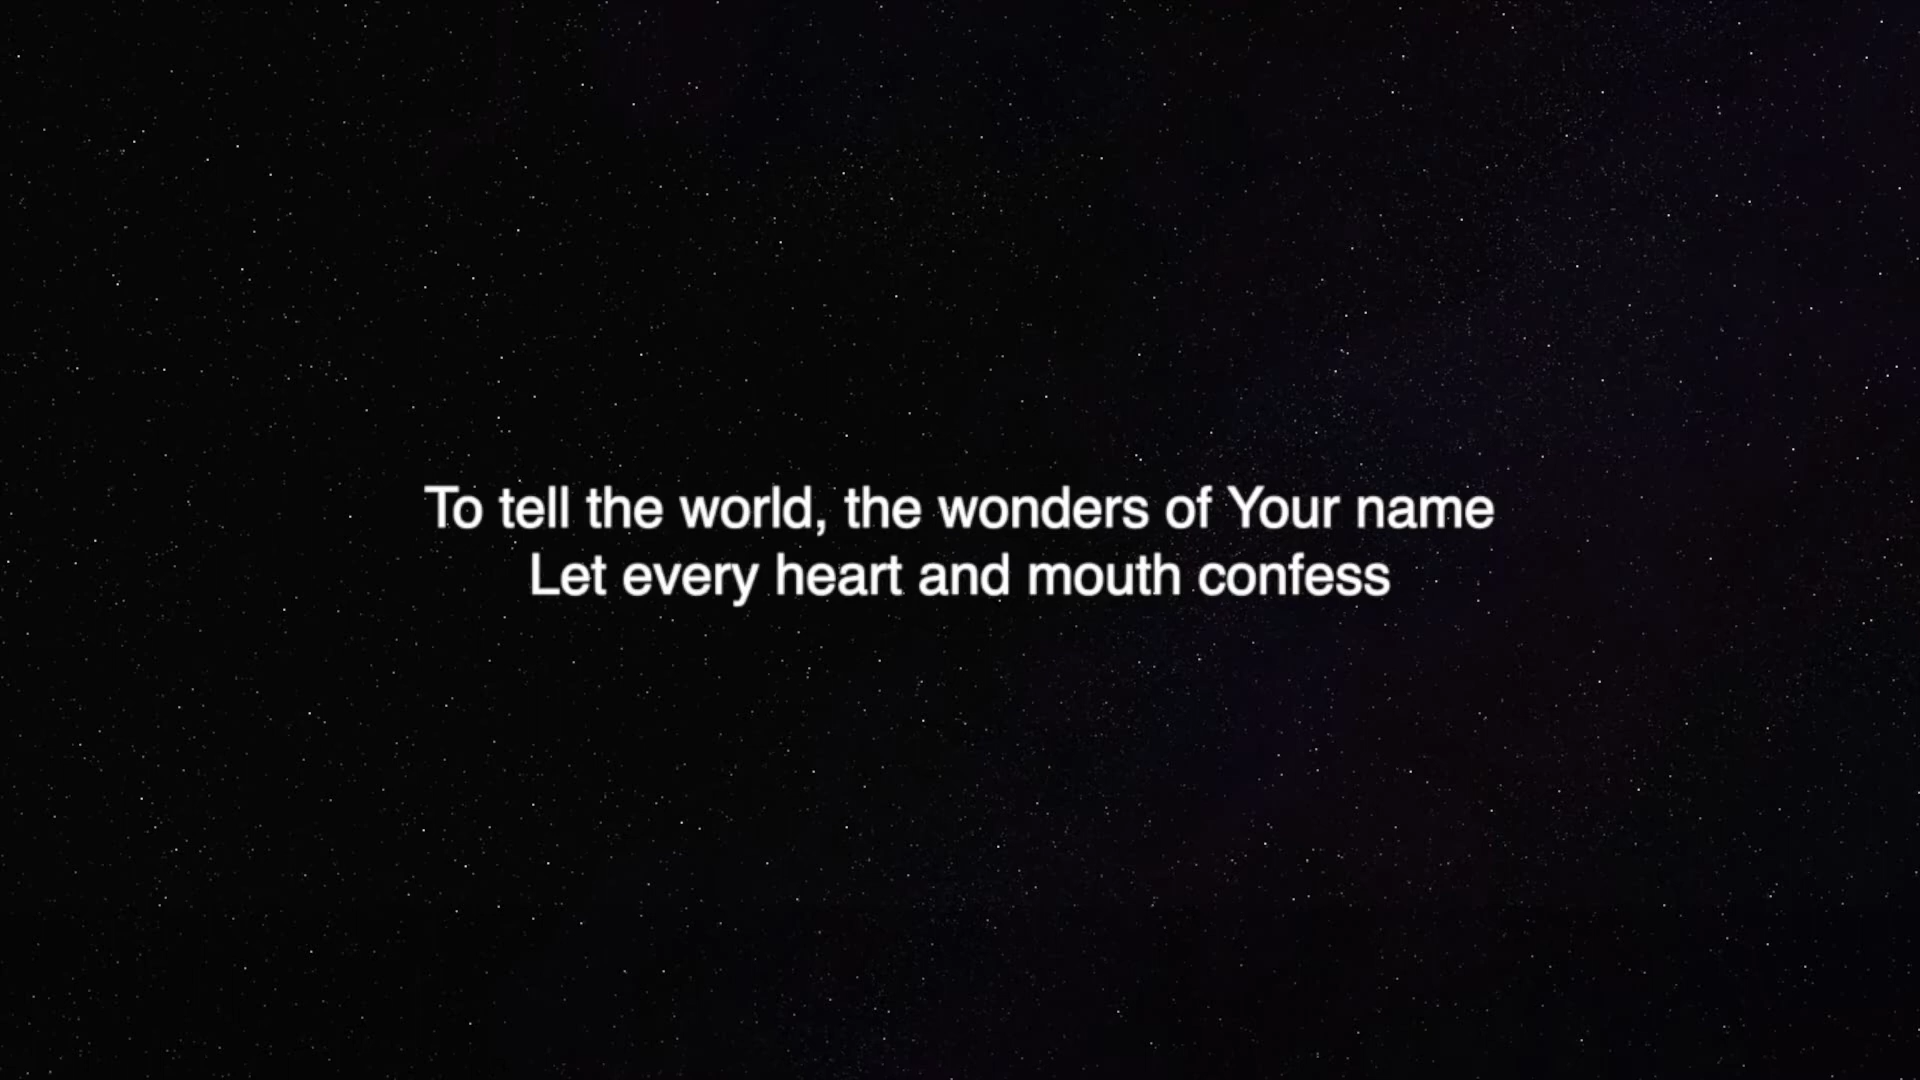 To tell the world, the wonders of Your name
Let every heart and mouth confess